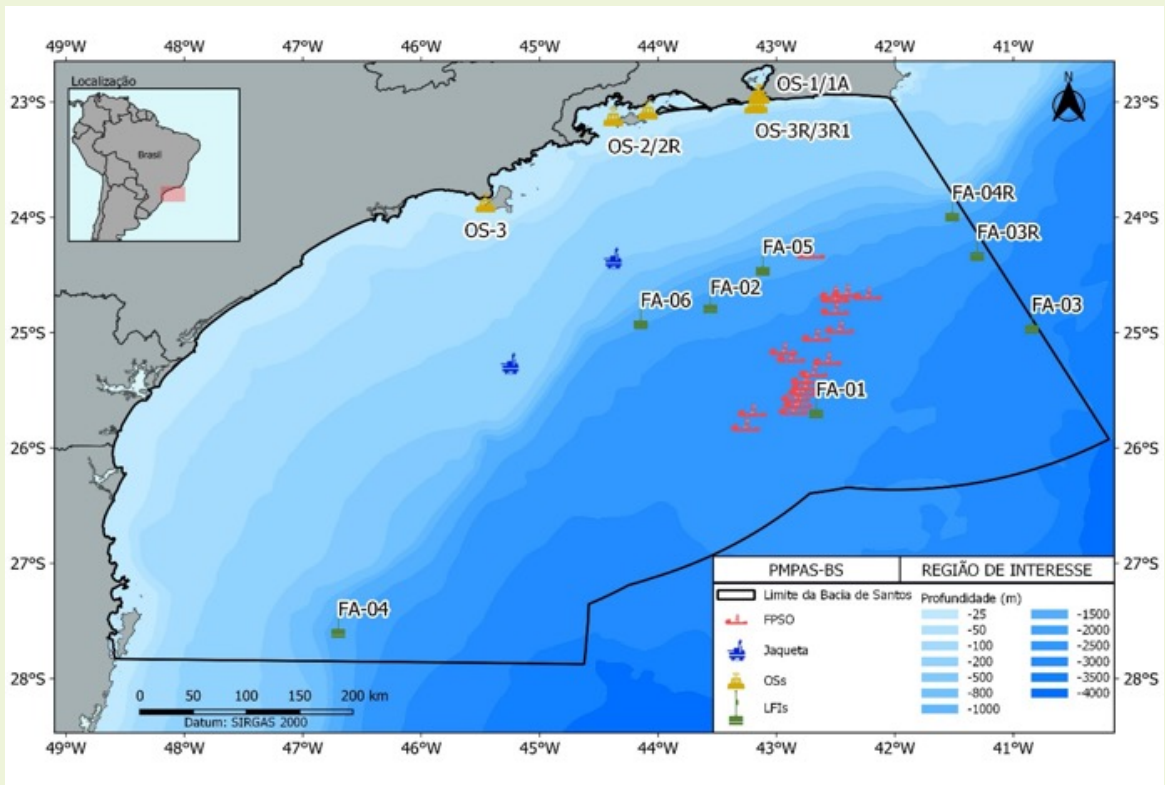 49°W 48°W 47°W 46°W 45°W 44°W 43°W 42°W 41°W
Localização
Brasil
N
23°S 23°S
OS-1/1A
OS-2/2R
OS-3R/3R1
24°S 24°S
OS-3
FA-04R
FA-03R
FA-05
FA-02
FA-06
FA-03
25°S 25°S
FA-01
26°S 26°S
27°S 27°S
FA-04
28°S 28°S
0 50 100 150 200 km
Datum: SIRGAS 2000
PMPAS-BS REGIÃO DE INTERESSE
Limite da Bacia de Santos
FPSO
Jaqueta
OSs
LFIs
Profundidade (m)
-25 -1500
-50 -2000
-100 -2500
-200 -3000
-500 -3500
-800 -4000
-1000
49°W 48°W 47°W 46°W 45°W 44°W 43°W 42°W 41°W